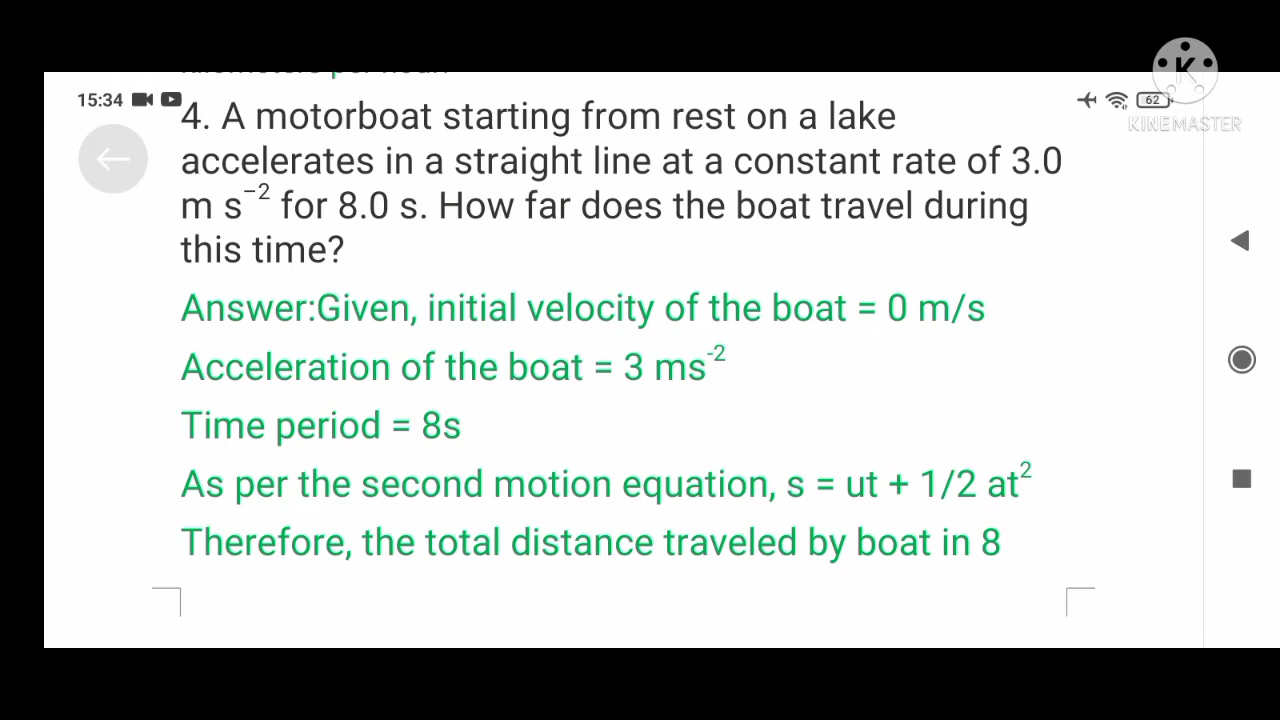 15:34
62
KINEMASTER
4. A motorboat starting from rest on a lake
accelerates in a straight line at a constant rate of 3.0
m s⁻² for 8.0 s. How far does the boat travel during
this time?
Answer:Given, initial velocity of the boat = 0 m/s
Acceleration of the boat = 3 ms⁻²
Time period = 8s
As per the second motion equation, s = ut + 1/2 at²
Therefore, the total distance traveled by boat in 8